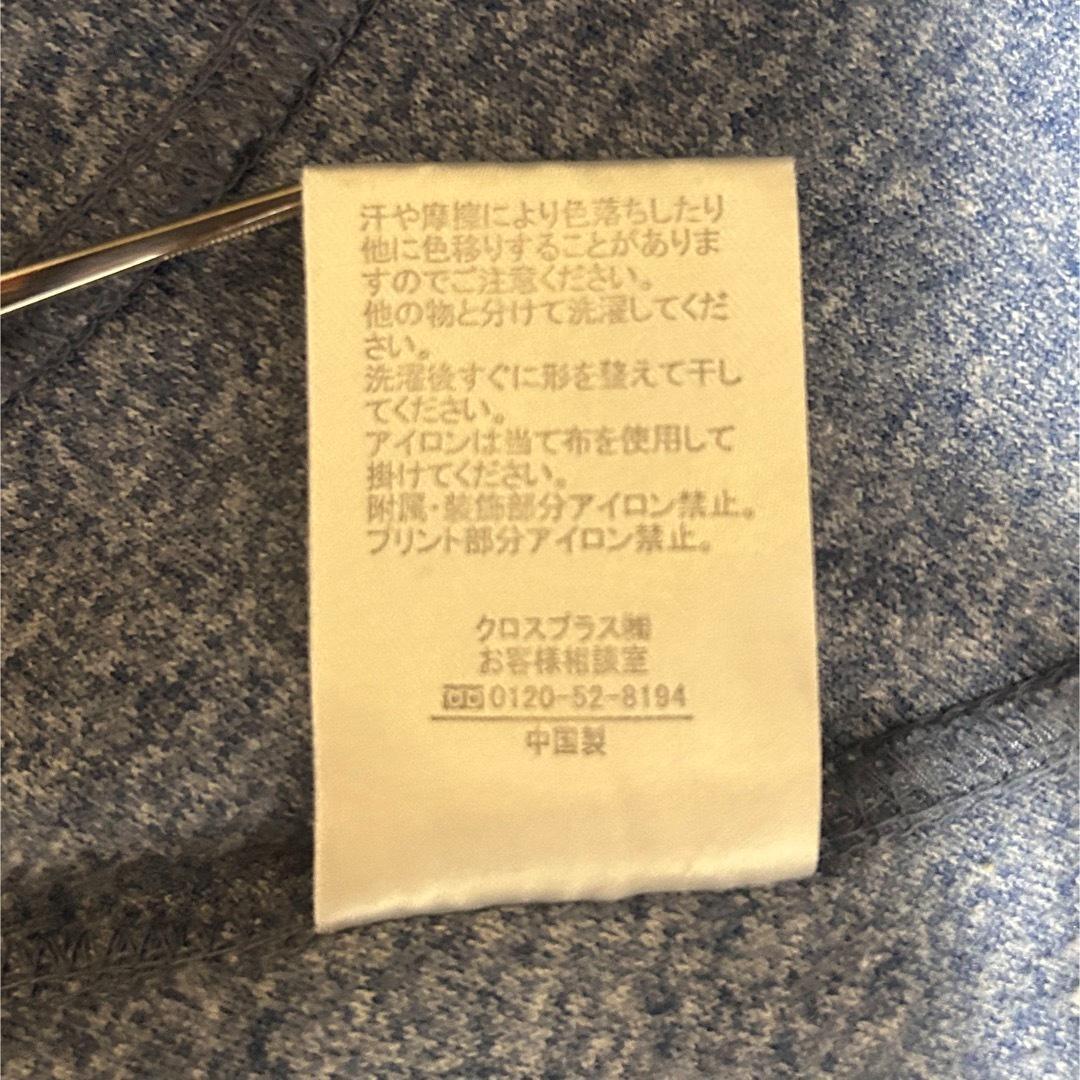 汗や摩擦により色落ちしたり
他に色移りすることがありま
すのでご注意ください。
他の物と分けて洗濯してくだ
さい。
洗濯後すぐに形を整えて干し
てください。
アイロンは当て布を使用して
掛けてください。
附属・装飾部分アイロン禁止。
プリント部分アイロン禁止。
クロスプラス㈱
お客様相談室
0120-52-8194
中国製